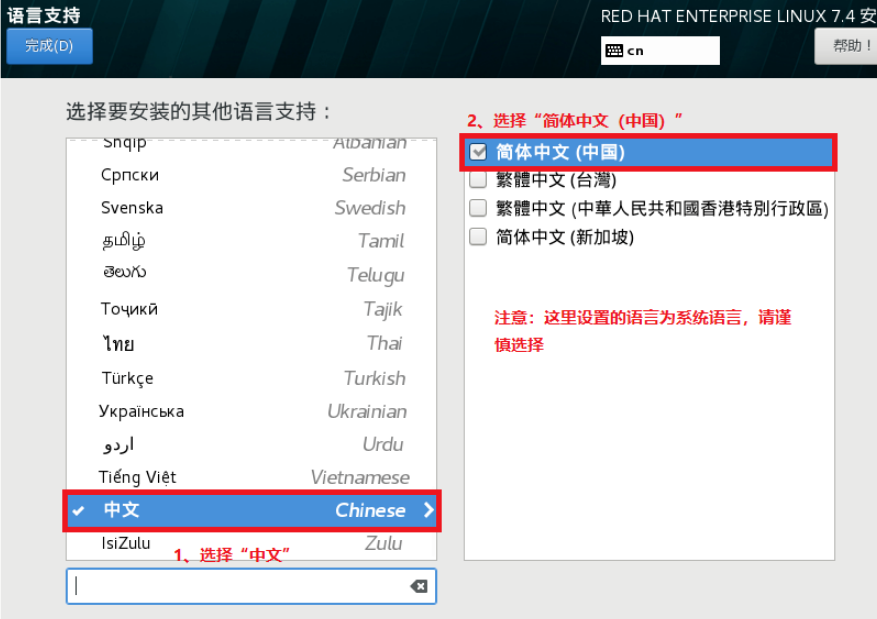 语言支持
RED HAT ENTERPRISE LINUX 7.4 安
完成(D)
cn
帮助！
选择要安装的其他语言支持：
2、选择“简体中文（中国）”
Shqip Albanian
Српски Serbian
Svenska Swedish
தமிழ் Tamil
తెలుగు Telugu
Тоҷикӣ Tajik
ไทย Thai
Türkçe Turkish
Українська Ukrainian
اردو Urdu
Tiếng Việt Vietnamese
中文 Chinese
IsiZulu Zulu
1、选择“中文”
简体中文 (中国)
繁體中文 (台灣)
繁體中文 (中華人民共和國香港特別行政區)
简体中文 (新加坡)
注意：这里设置的语言为系统语言，请谨
慎选择